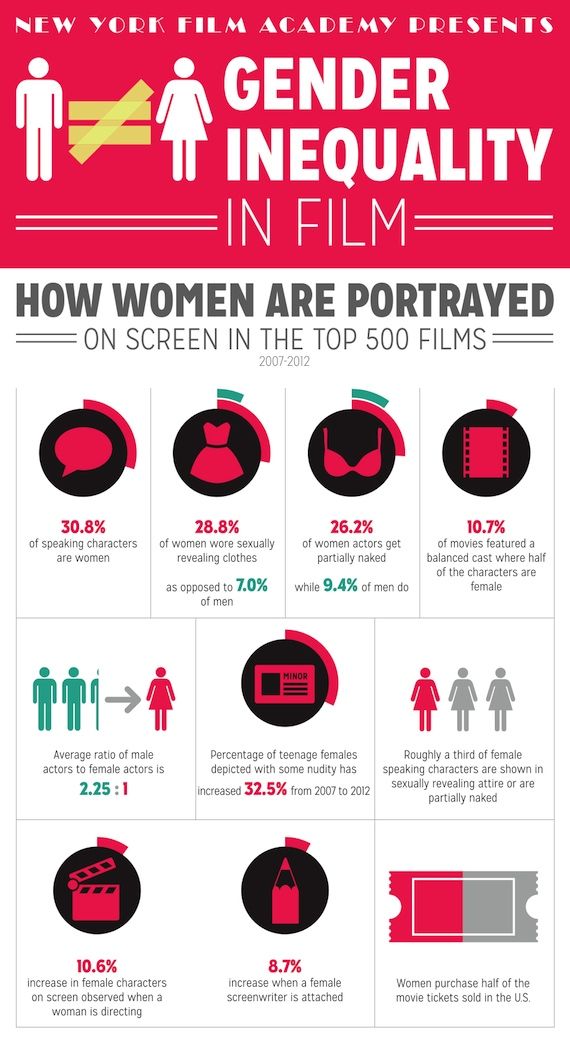 NEW YORK FILM ACADEMY PRESENTS
GENDER
INEQUALITY
IN FILM
HOW WOMEN ARE PORTRAYED
ON SCREEN IN THE TOP 500 FILMS
2007-2012
30.8%
of speaking characters
are women
28.8%
of women wore sexually
revealing clothes
as opposed to 7.0%
of men
26.2%
of women actors get
partially naked
while 9.4% of men do
10.7%
of movies featured a
balanced cast where half
of the characters are
female
Average ratio of male
actors to female actors is
2.25 : 1
MINOR
Percentage of teenage females
depicted with some nudity has
increased 32.5% from 2007 to 2012
Roughly a third of female
speaking characters are shown in
sexually revealing attire or are
partially naked
10.6%
increase in female characters
on screen observed when a
woman is directing
8.7%
increase when a female
screenwriter is attached
Women purchase half of the
movie tickets sold in the U.S.